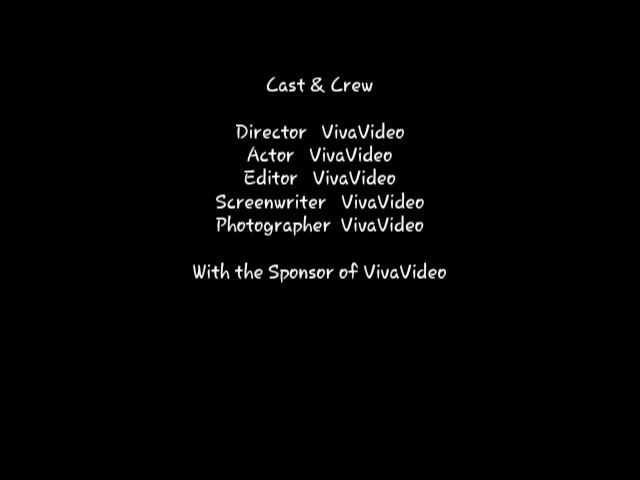 Cast & Crew
Director VivaVideo
Actor VivaVideo
Editor VivaVideo
Screenwriter VivaVideo
Photographer VivaVideo
With the Sponsor of VivaVideo